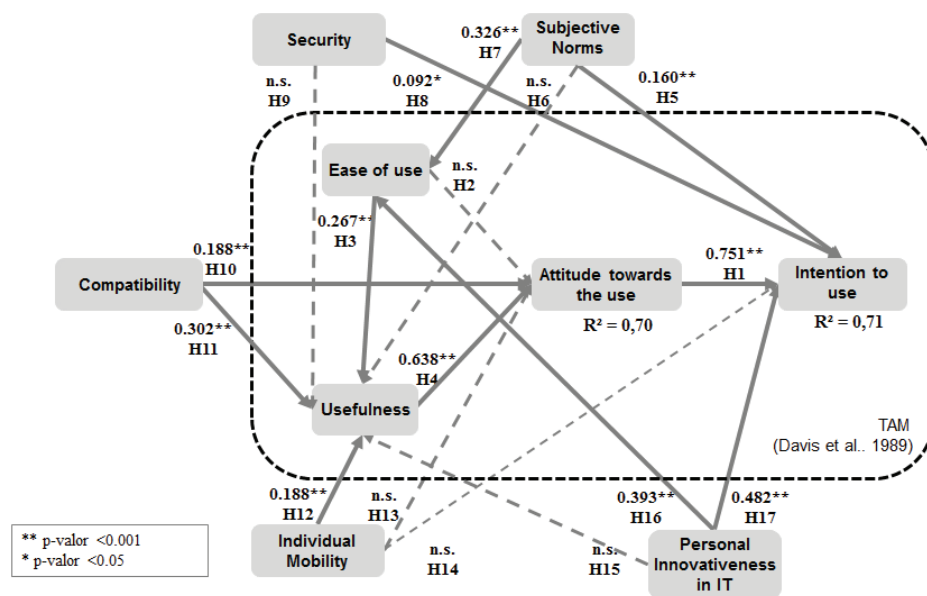 Security
Subjective
Norms
0.326**
H7
n.s.
H9
0.092*
H8
n.s.
H6
0.160**
H5
Ease of use
n.s.
H2
0.267**
H3
0.188**
H10
Compatibility
Attitude towards
the use
0.751**
H1
Intention to
use
R² = 0,70
R² = 0,71
0.302**
H11
0.638**
H4
Usefulness
TAM
(Davis et al.. 1989)
0.188**
H12
n.s.
H13
0.393**
H16
0.482**
H17
Individual
Mobility
n.s.
H14
n.s.
H15
Personal
Innovativeness
in IT
** p-valor <0.001
* p-valor <0.05